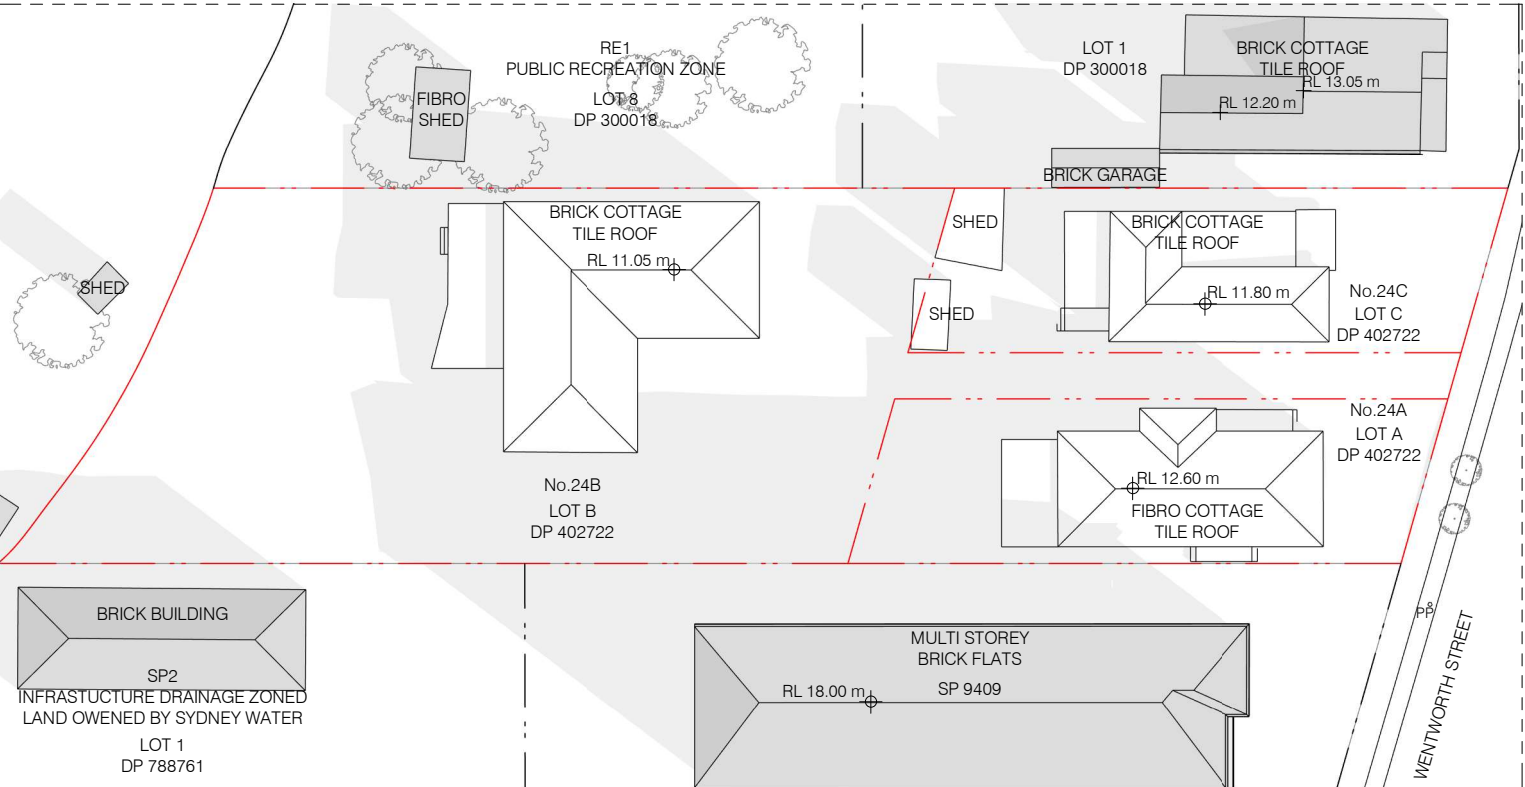 RE1
PUBLIC RECREATION ZONE
LOT 8
DP 300018
FIBRO
SHED
LOT 1
DP 300018
BRICK COTTAGE
TILE ROOF
RL 13.05 m
RL 12.20 m
BRICK GARAGE
BRICK COTTAGE
TILE ROOF
RL 11.05 m
SHED
SHED
BRICK COTTAGE
TILE ROOF
RL 11.80 m
No.24C
LOT C
DP 402722
SHED
No.24A
LOT A
DP 402722
RL 12.60 m
FIBRO COTTAGE
TILE ROOF
No.24B
LOT B
DP 402722
BRICK BUILDING
SP2
INFRASTUCTURE DRAINAGE ZONED
LAND OWENED BY SYDNEY WATER
LOT 1
DP 788761
MULTI STOREY
BRICK FLATS
SP 9409
RL 18.00 m
PP
WENTWORTH STREET